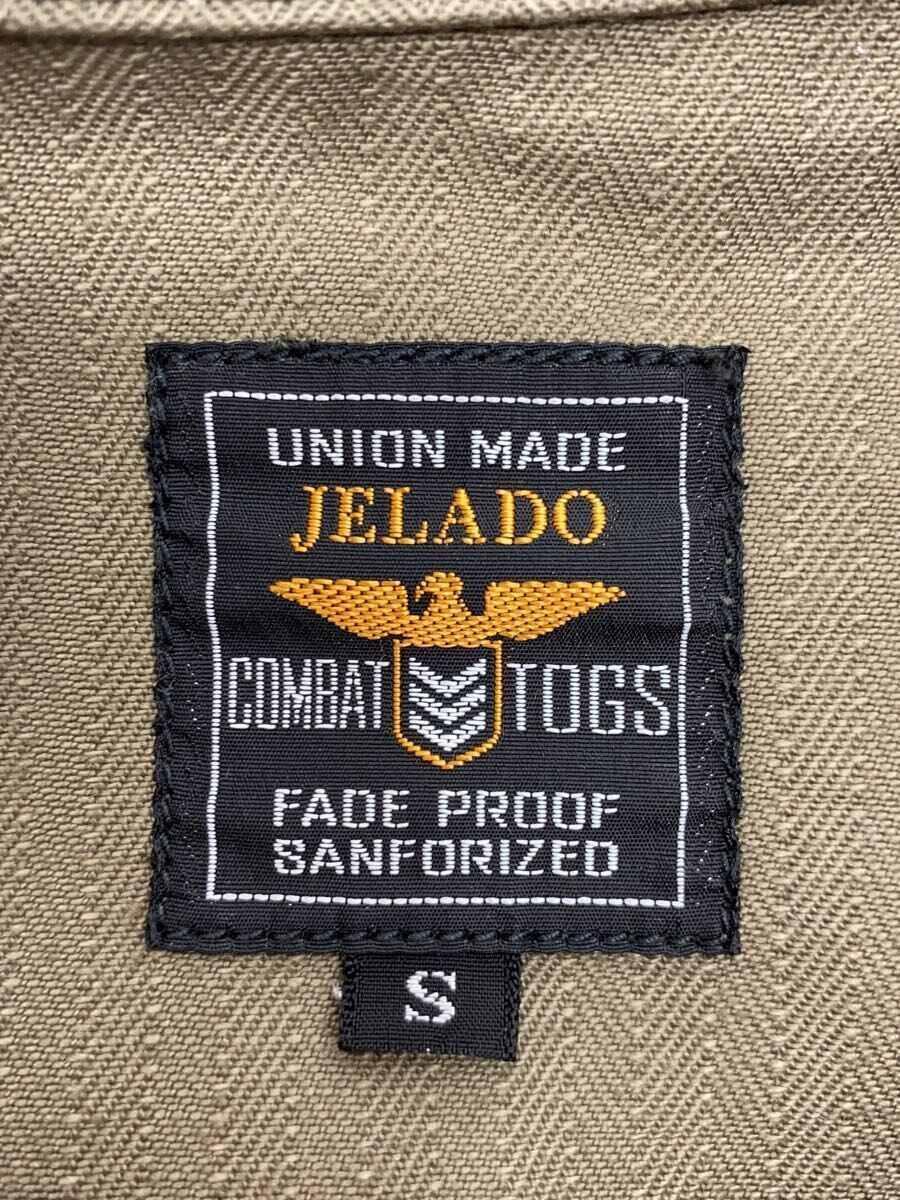 UNION MADE
JELADO
COMBAT TOGS
FADE PROOF
SANFORIZED
S